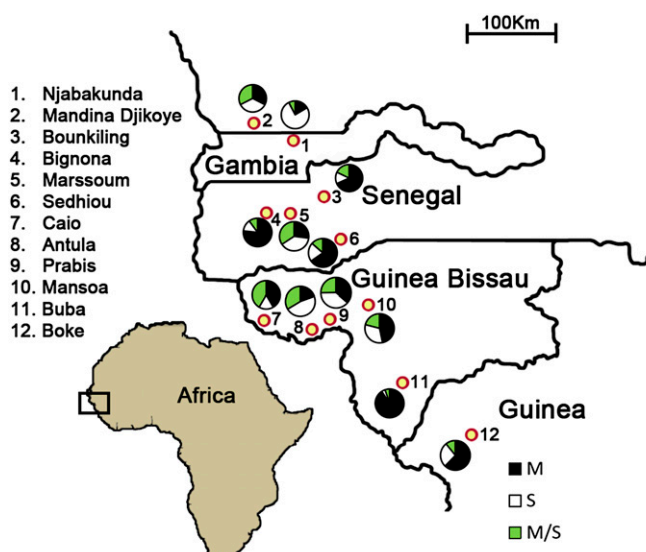 100Km
1. Njabakunda
2. Mandina Djikoye
3. Bounkiling
4. Bignona
5. Marssoum
6. Sedhiou
7. Caio
8. Antula
9. Prabis
10. Mansoa
11. Buba
12. Boke
2
1
Gambia
3
Senegal
4
5
6
Guinea Bissau
7
8
9
10
11
Africa
Guinea
12
M
S
M/S